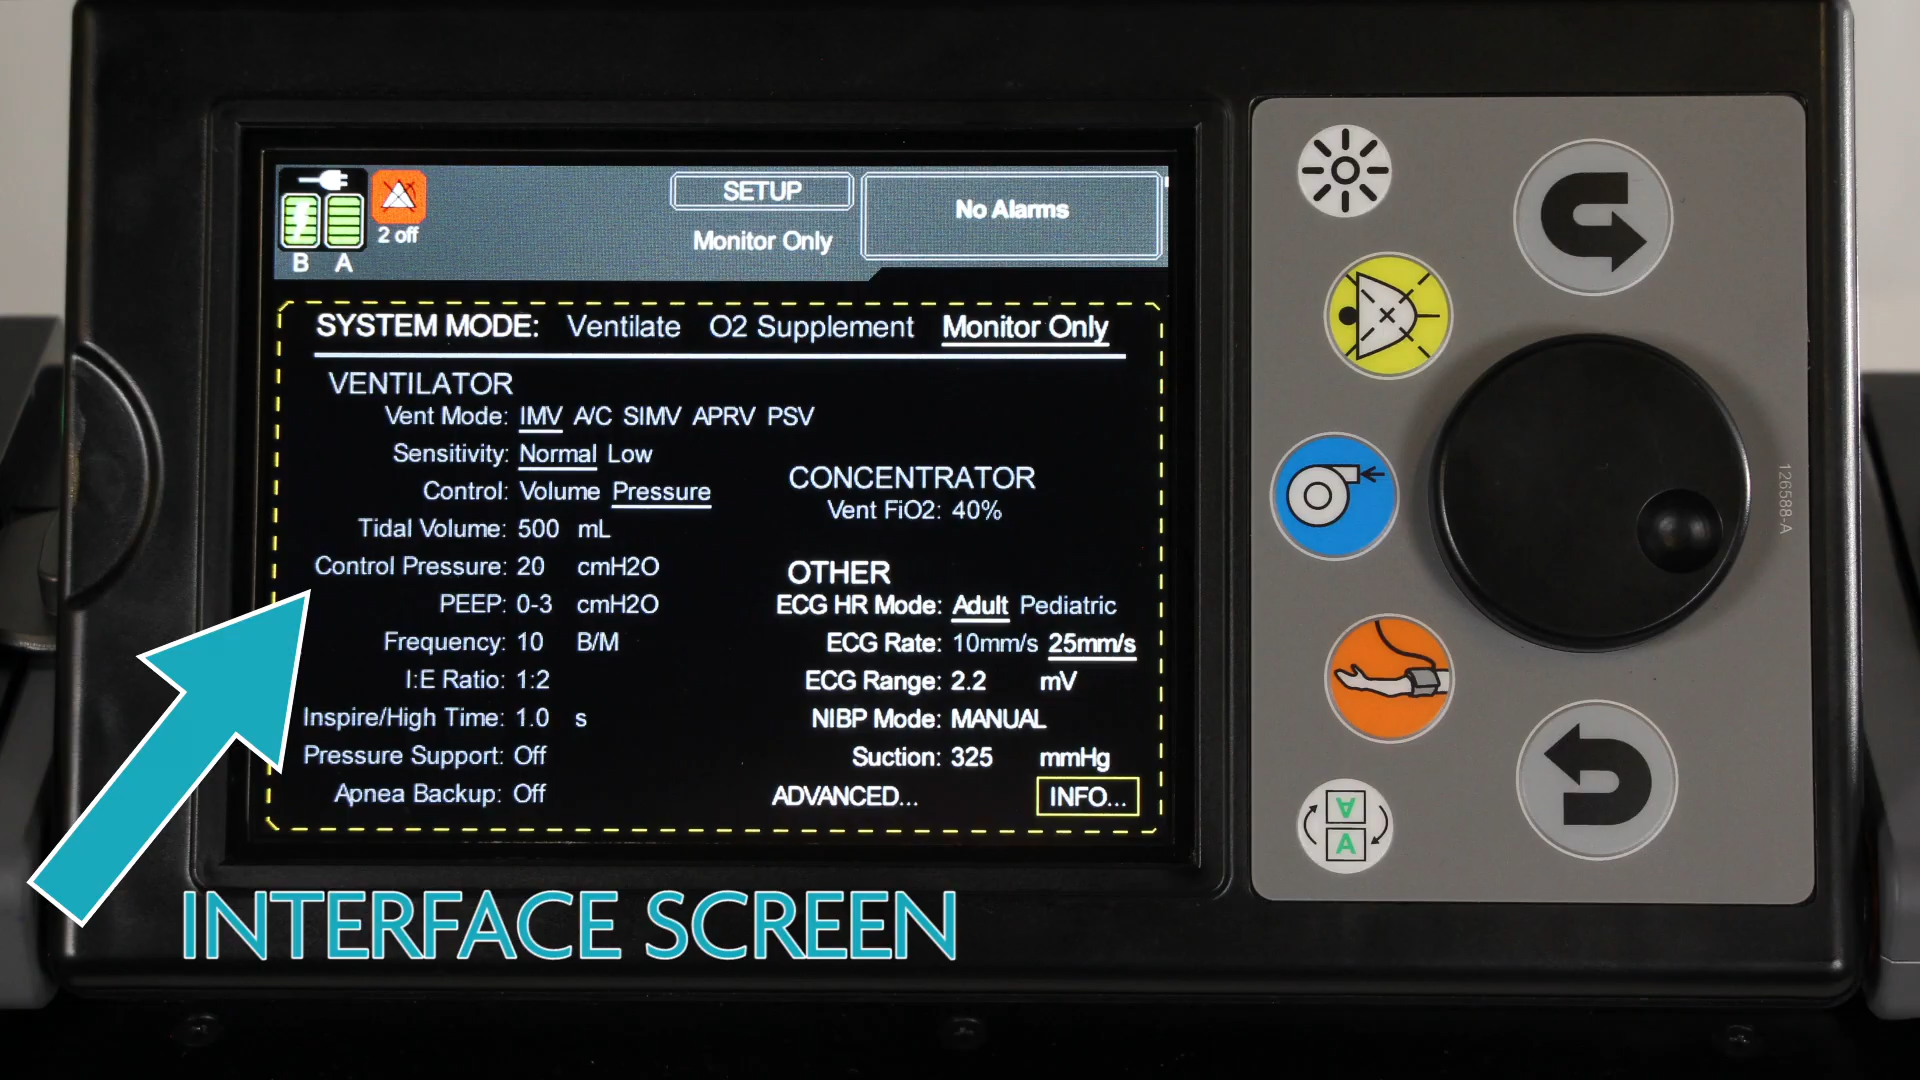 SETUP
No Alarms
2 off
Monitor Only
B A
SYSTEM MODE: Ventilate O2 Supplement Monitor Only
VENTILATOR
Vent Mode: IMV A/C SIMV APRV PSV
Sensitivity: Normal Low
Control: Volume Pressure
Tidal Volume: 500 mL
Control Pressure: 20 cmH2O
PEEP: 0-3 cmH2O
Frequency: 10 B/M
I:E Ratio: 1:2
Inspire/High Time: 1.0 s
Pressure Support: Off
Apnea Backup: Off
CONCENTRATOR
Vent FiO2: 40%
OTHER
ECG HR Mode: Adult Pediatric
ECG Rate: 10mm/s 25mm/s
ECG Range: 2.2 mV
NIBP Mode: MANUAL
Suction: 325 mmHg
ADVANCED... INFO...
A
A
126588-A
INTERFACE SCREEN